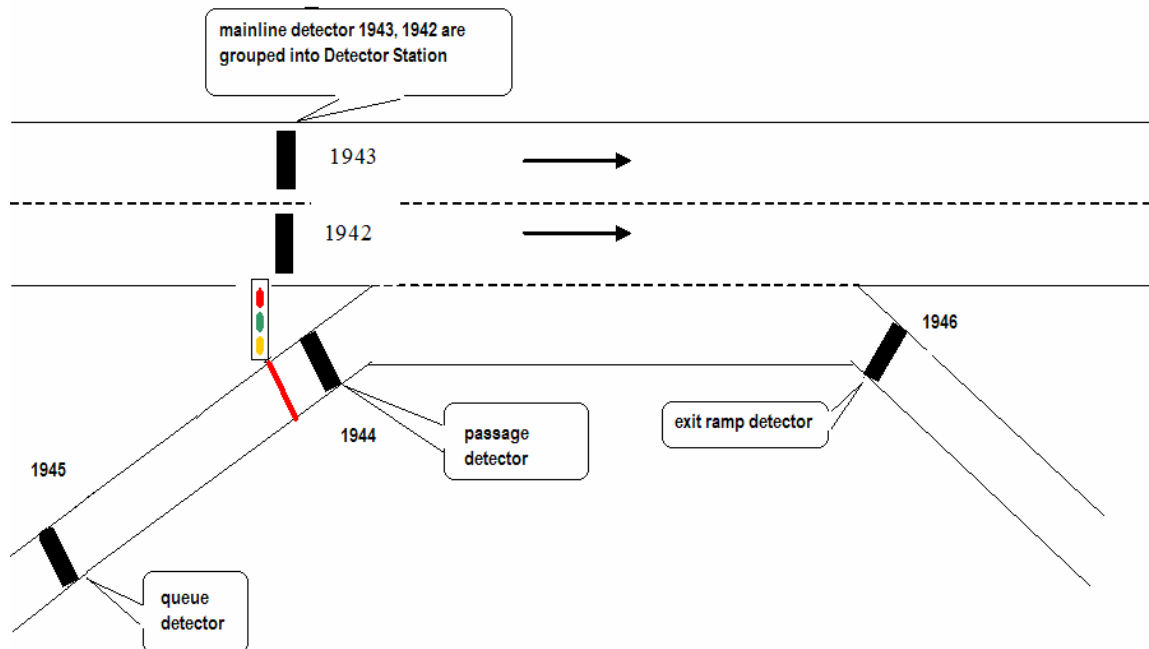 mainline detector 1943, 1942 are
grouped into Detector Station
1943
1942
1946
exit ramp detector
passage
detector
1944
1945
queue
detector